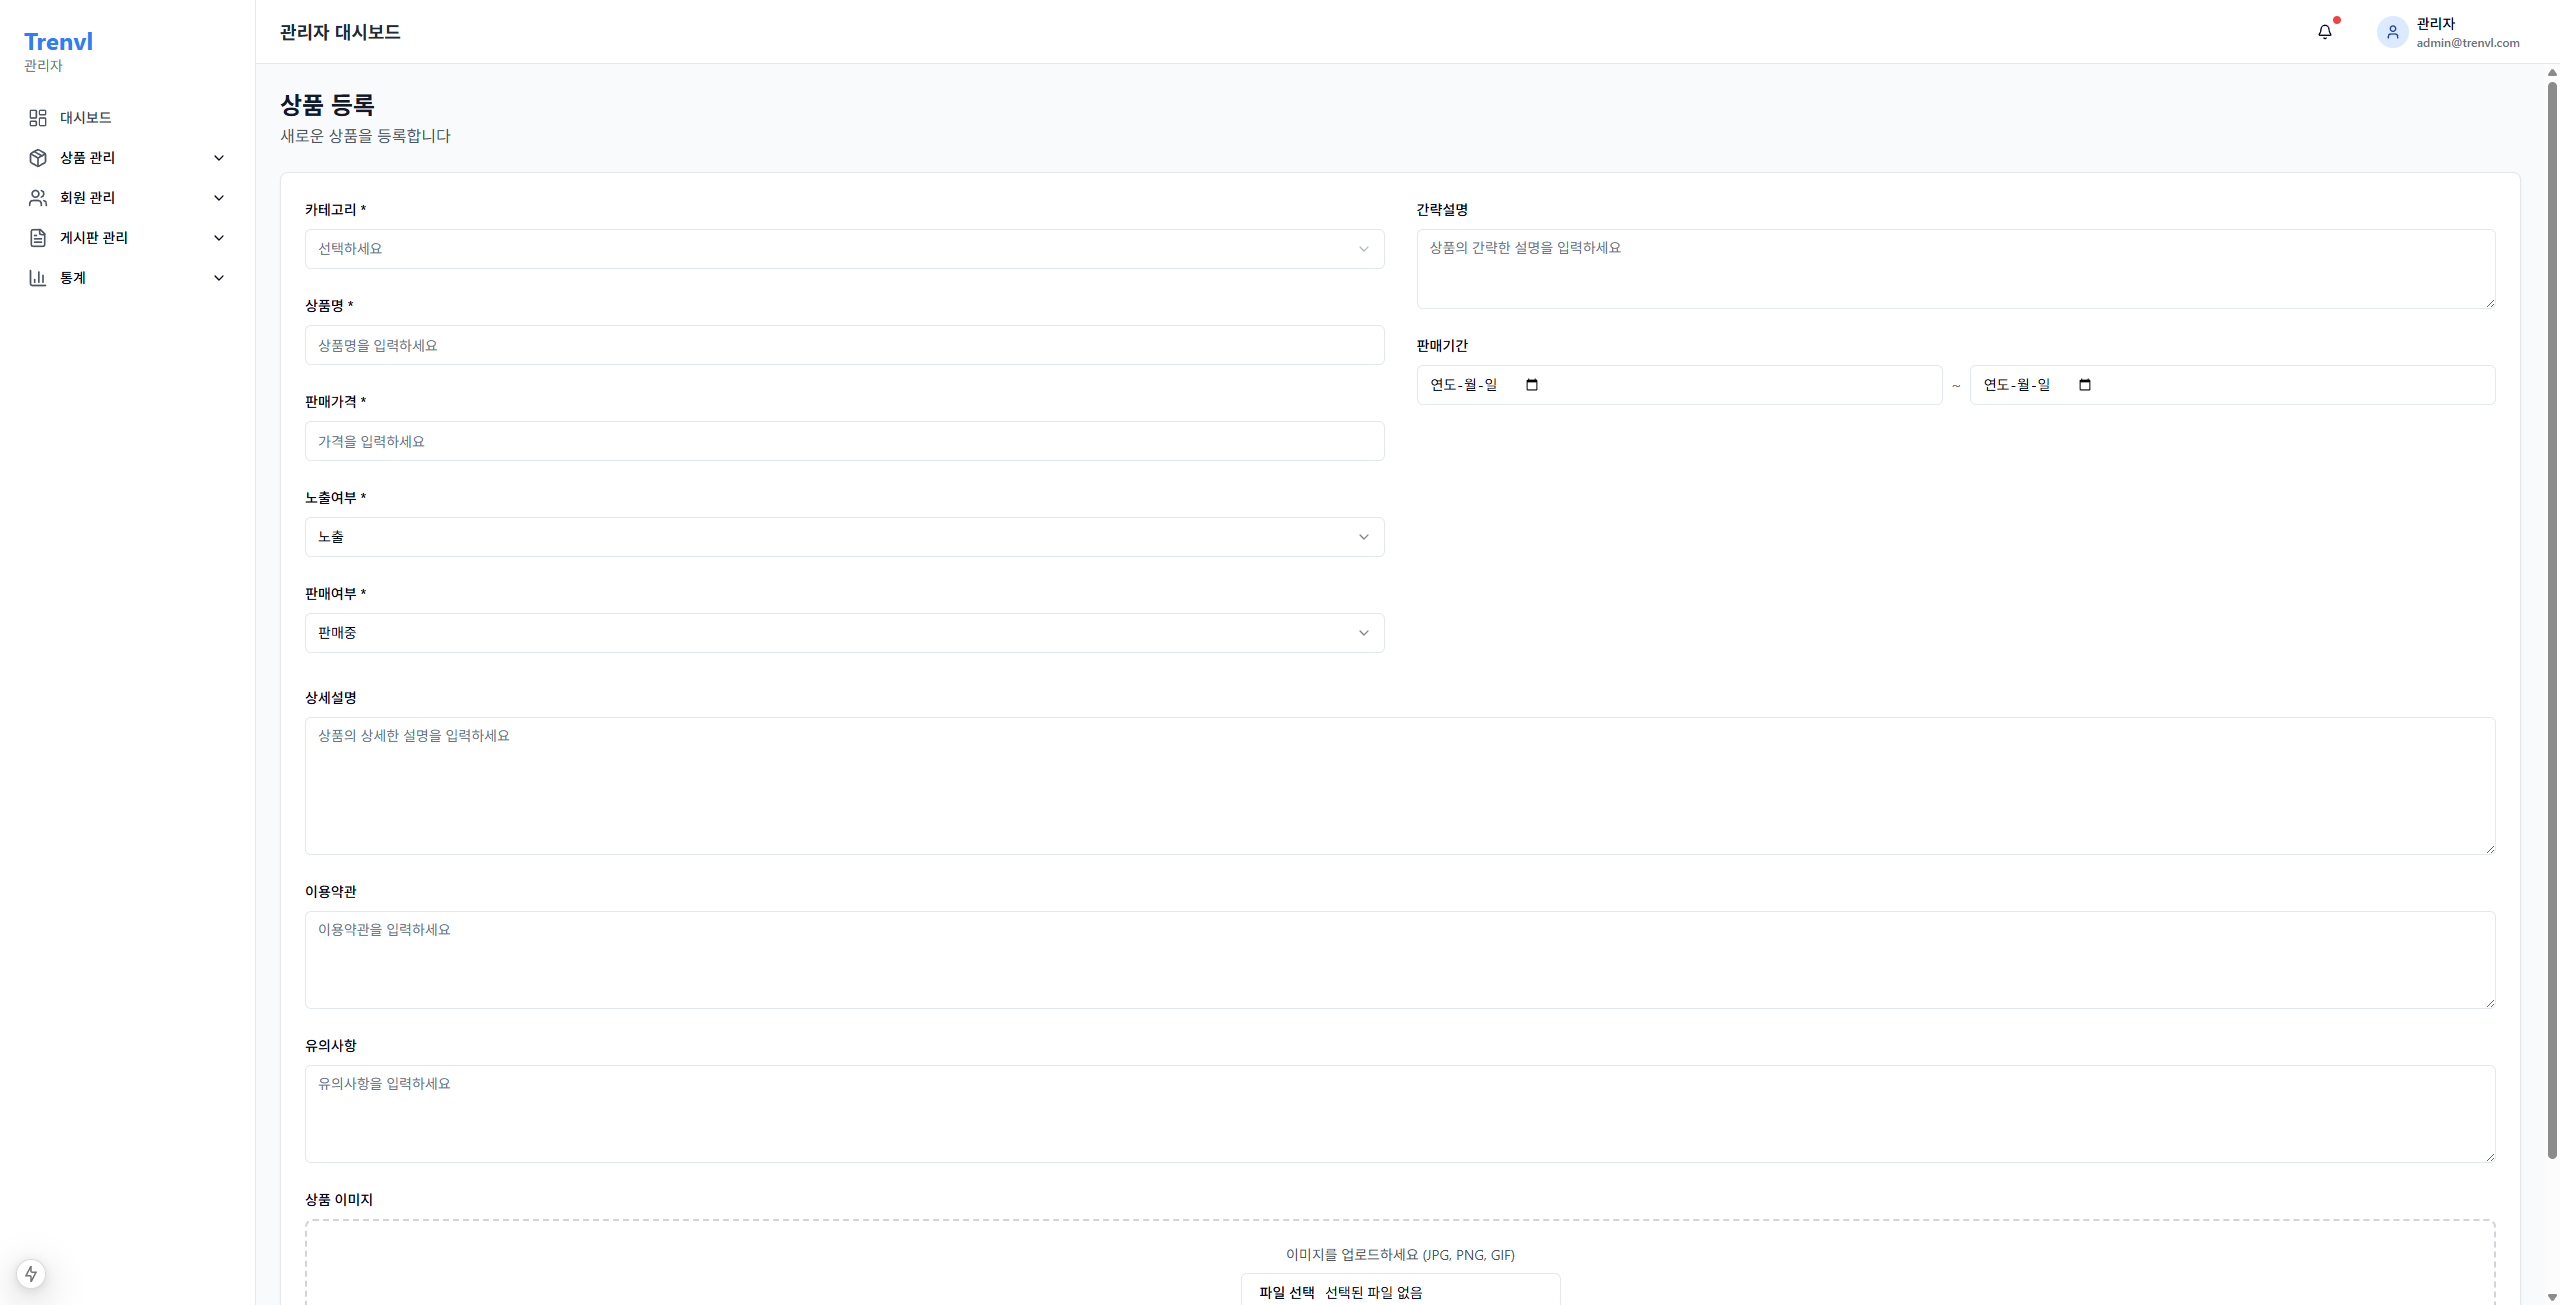 Trenvl
관리자
대시보드
상품 관리
회원 관리
게시판 관리
통계
관리자 대시보드
관리자
admin@trenvl.com
상품 등록
새로운 상품을 등록합니다
카테고리 *
선택하세요
상품명 *
상품명을 입력하세요
판매가격 *
가격을 입력하세요
노출여부 *
노출
판매여부 *
판매중
간략설명
상품의 간략한 설명을 입력하세요
판매기간
연도-월-일 ~ 연도-월-일
상세설명
상품의 상세한 설명을 입력하세요
이용약관
이용약관을 입력하세요
유의사항
유의사항을 입력하세요
상품 이미지
이미지를 업로드하세요 (JPG, PNG, GIF)
파일 선택 선택된 파일 없음